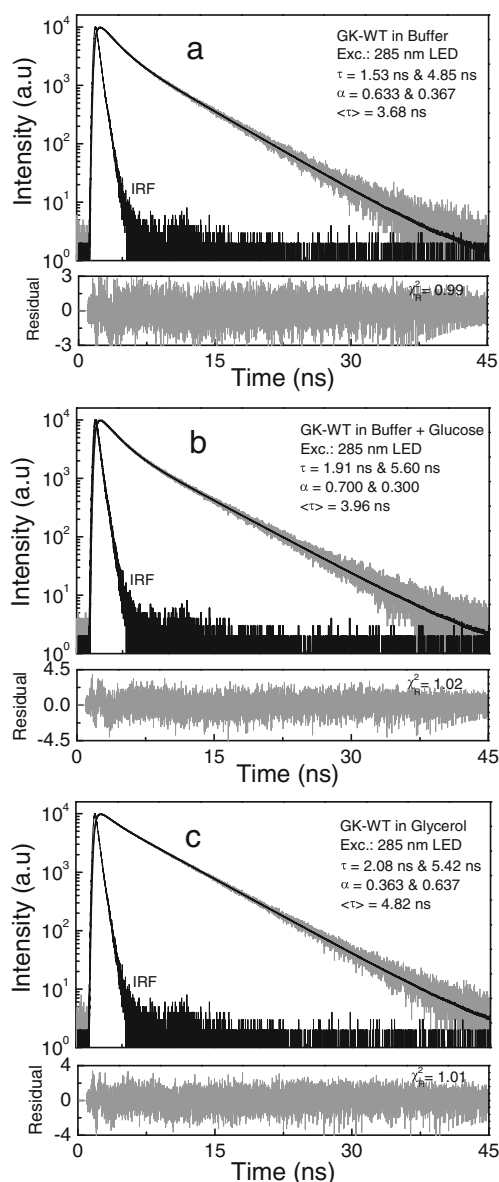 a
GK-WT in Buffer
Exc.: 285 nm LED
τ = 1.53 ns & 4.85 ns
α = 0.633 & 0.367
<τ> = 3.68 ns
10⁴
10³
10²
10¹
10⁰
Intensity (a.u)
IRF
3
0
-3
Residual
χ²R = 0.99
0 15 30 45
Time (ns)
b
GK-WT in Buffer + Glucose
Exc.: 285 nm LED
τ = 1.91 ns & 5.60 ns
α = 0.700 & 0.300
<τ> = 3.96 ns
10⁴
10³
10²
10¹
10⁰
Intensity (a.u)
IRF
4.5
0.0
-4.5
Residual
χ²R = 1.02
0 15 30 45
Time (ns)
c
GK-WT in Glycerol
Exc.: 285 nm LED
τ = 2.08 ns & 5.42 ns
α = 0.363 & 0.637
<τ> = 4.82 ns
10⁴
10³
10²
10¹
10⁰
Intensity (a.u)
IRF
4
0
-4
Residual
χ²R = 1.01
0 15 30 45
Time (ns)